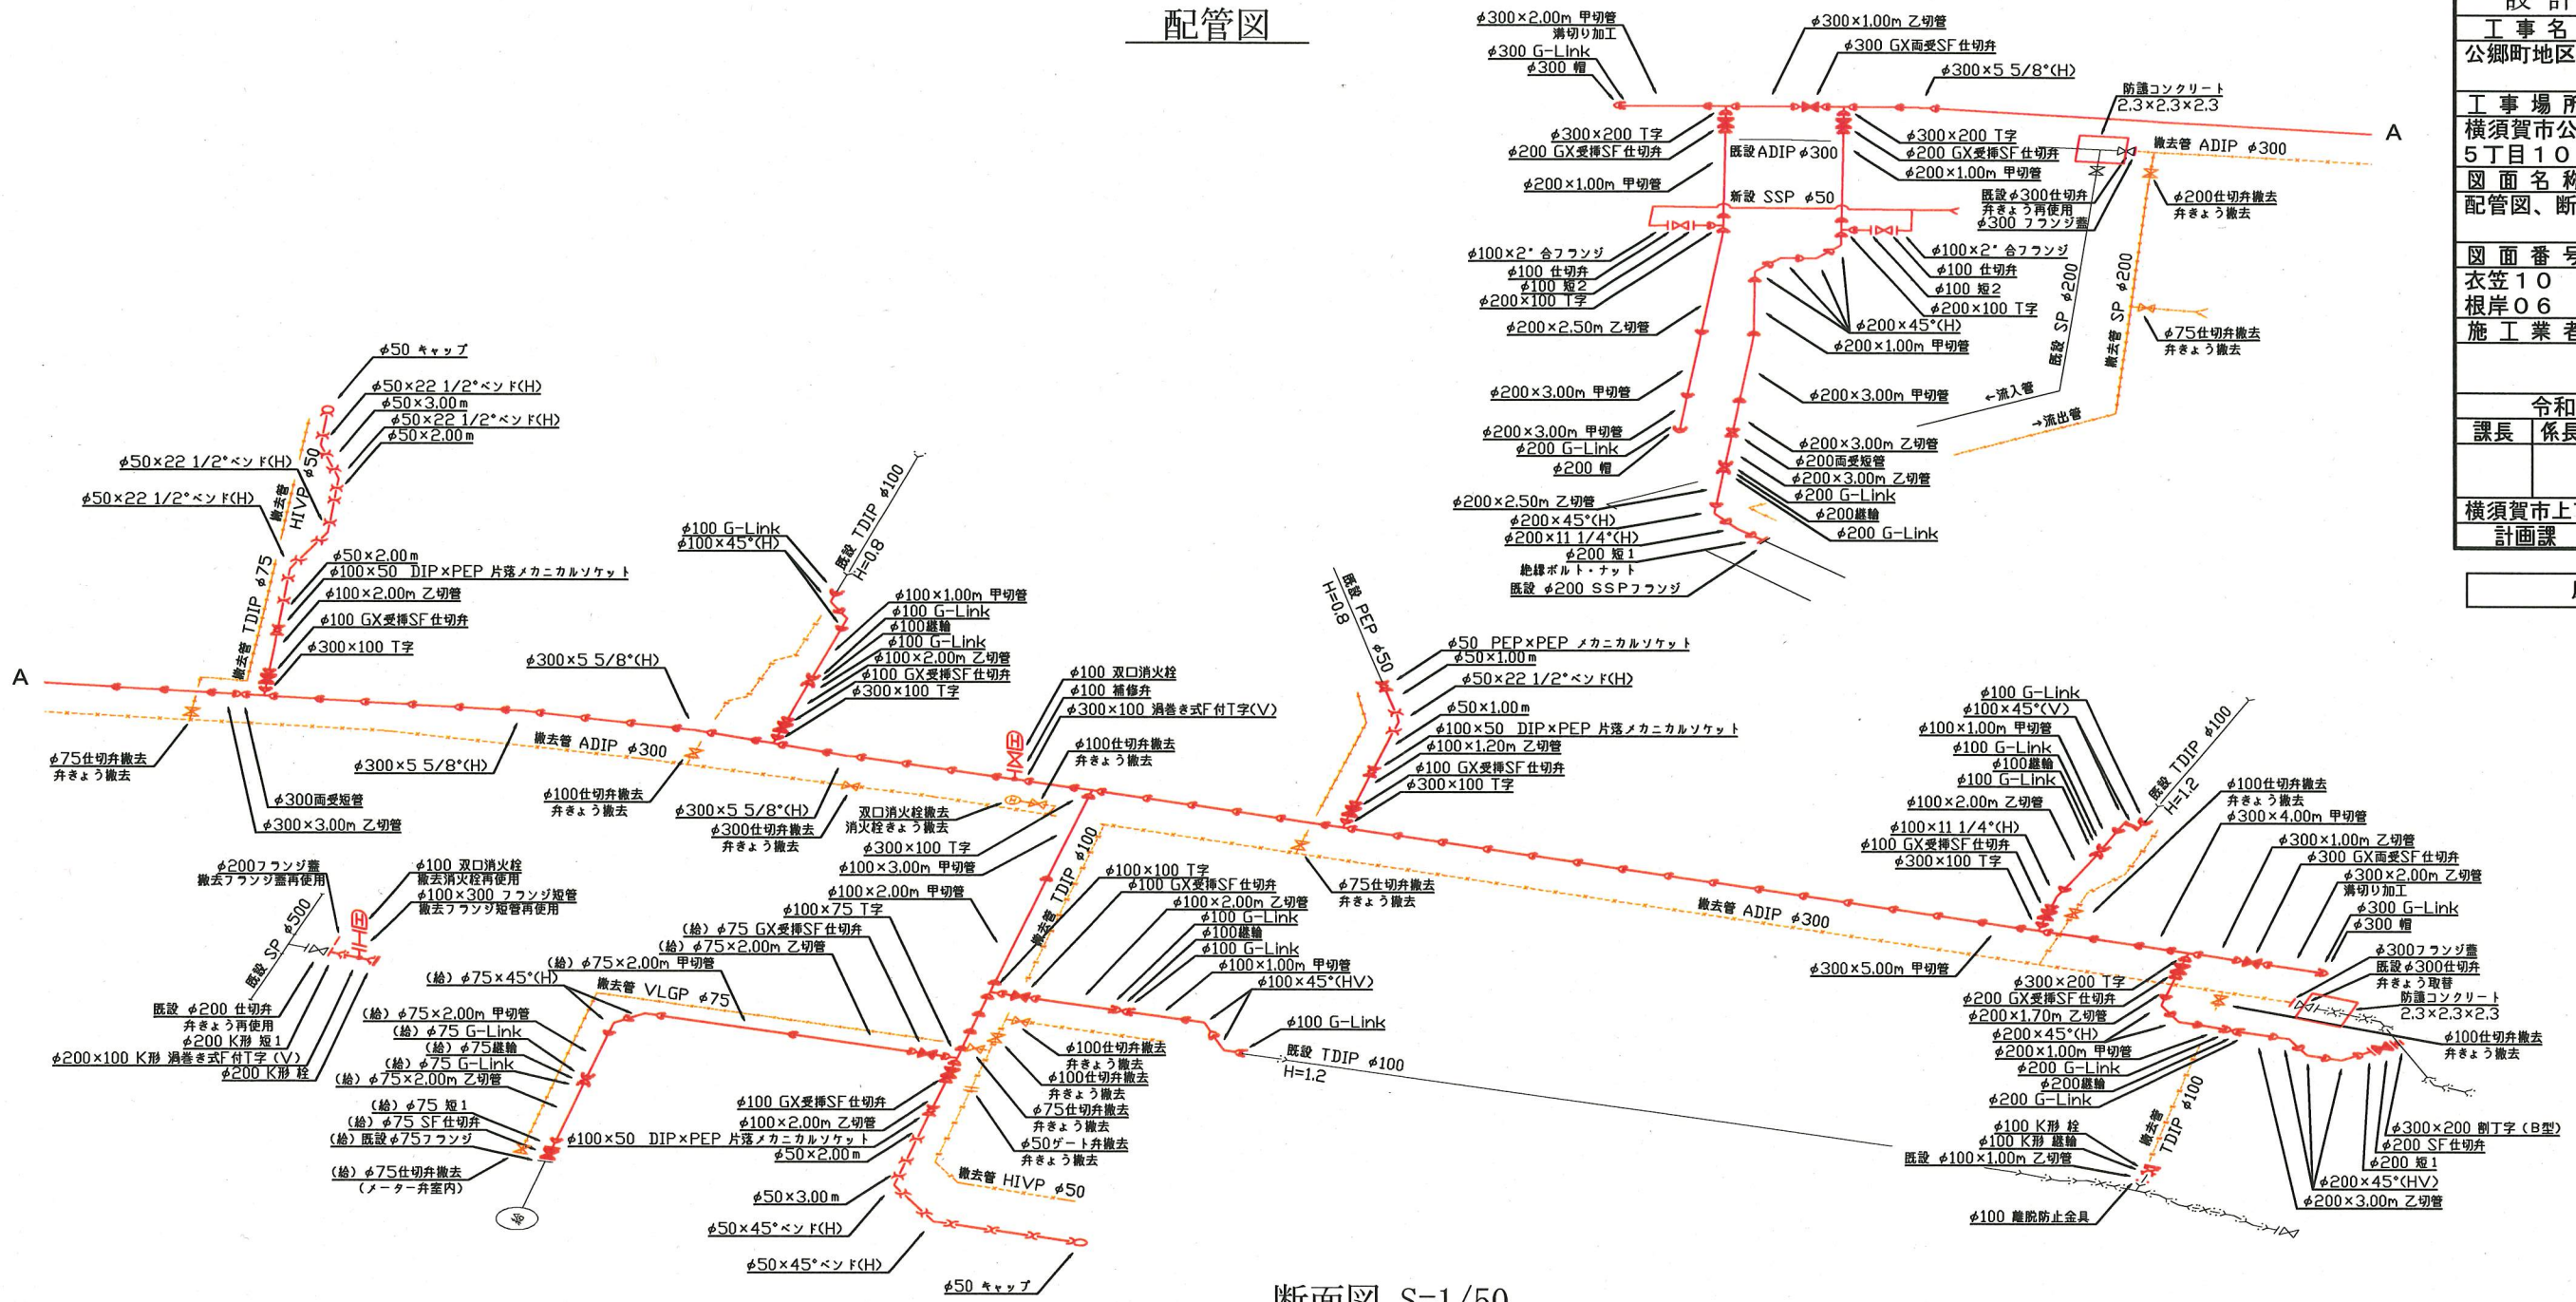 配管図
φ300×2.00m 甲切管
溝切り加工
φ300 G-Link
φ300 帽
φ300×1.00m 乙切管
φ300 GX両受SF仕切弁
φ300×5 5/8°(H)
防護コンクリート
2.3×2.3×2.3
撤去管 ADIP φ300
A
φ300×200 T字
φ200 GX受挿SF仕切弁
φ200×1.00m 甲切管
既設ADIP φ300
新設 SSP φ50
φ300×200 T字
φ200 GX受挿SF仕切弁
φ200×1.00m 甲切管
既設φ300仕切弁
弁きょう再使用
φ300 フランジ蓋
φ200仕切弁撤去
弁きょう撤去
φ100×2" 合フランジ
φ100 仕切弁
φ100 短2
φ200×100 T字
φ200×2.50m 乙切管
φ100×2" 合フランジ
φ100 仕切弁
φ100 短2
φ200×100 T字
φ200×45°(H)
φ200×1.00m 甲切管
既設 SP φ200
撤去管 SP φ200
φ75仕切弁撤去
弁きょう撤去
←流入管
→流出管
φ200×3.00m 甲切管
φ200×3.00m 甲切管
φ200 G-Link
φ200 帽
φ200×3.00m 甲切管
φ200×3.00m 乙切管
φ200両受短管
φ200×3.00m 乙切管
φ200 G-Link
φ200継輪
φ200 G-Link
φ200×2.50m 乙切管
φ200×45°(H)
φ200×11 1/4°(H)
φ200 短1
絶縁ボルト・ナット
既設 φ200 SSPフランジ
工事名
公郷町地区
工事場所
横須賀市公
5丁目10
図面名称
配管図、断
図面番号
衣笠10
根岸06
施工業者
令和
課長
係長
横須賀市上下
計画課
φ50 キャップ
φ50×22 1/2°ベンド(H)
φ50×3.00m
φ50×22 1/2°ベンド(H)
φ50×2.00m
φ50×22 1/2°ベンド(H)
φ50×22 1/2°ベンド(H)
撤去管
HIVP φ50
撤去管 TDIP φ75
φ50×2.00m
φ100×50 DIP×PEP 片落メカニカルソケット
φ100×2.00m 乙切管
φ100 GX受挿SF仕切弁
φ300×100 T字
A
φ75仕切弁撤去
弁きょう撤去
φ300両受短管
φ300×3.00m 乙切管
φ300×5 5/8°(H)
φ300×5 5/8°(H)
撤去管 ADIP φ300
φ100仕切弁撤去
弁きょう撤去
φ100 G-Link
φ100×45°(H)
既設 TDIP φ100
H=0.8
φ100×1.00m 甲切管
φ100 G-Link
φ100継輪
φ100 G-Link
φ100×2.00m 乙切管
φ100 GX受挿SF仕切弁
φ300×100 T字
φ100 双口消火栓
φ100 補修弁
φ300×100 渦巻き式F付T字(V)
φ100仕切弁撤去
弁きょう撤去
φ300×5 5/8°(H)
φ300仕切弁撤去
弁きょう撤去
双口消火栓撤去
消火栓きょう撤去
φ300×100 T字
φ100×3.00m 甲切管
既設 PEP φ50
H=0.8
φ50 PEP×PEP メカニカルソケット
φ50×1.00m
φ50×22 1/2°ベンド(H)
φ50×1.00m
φ100×50 DIP×PEP 片落メカニカルソケット
φ100×1.20m 乙切管
φ100 GX受挿SF仕切弁
φ300×100 T字
φ75仕切弁撤去
弁きょう撤去
撤去管 ADIP φ300
φ100 G-Link
φ100×45°(V)
φ100×1.00m 甲切管
φ100 G-Link
φ100継輪
φ100 G-Link
φ100×2.00m 乙切管
φ100×11 1/4°(H)
φ100 GX受挿SF仕切弁
φ300×100 T字
既設 TDIP φ100
H=1.2
φ100仕切弁撤去
弁きょう撤去
φ300×4.00m 甲切管
φ300×1.00m 乙切管
φ300 GX両受SF仕切弁
φ300×2.00m 乙切管
溝切り加工
φ300 G-Link
φ300 帽
φ300フランジ蓋
既設φ300仕切弁
弁きょう取替
防護コンクリート
2.3×2.3×2.3
φ100仕切弁撤去
弁きょう撤去
φ300×5.00m 甲切管
φ300×200 T字
φ200 GX受挿SF仕切弁
φ200×1.70m 乙切管
φ200×45°(H)
φ200×1.00m 甲切管
φ200 G-Link
φ200継輪
φ200 G-Link
撤去管
TDIP φ100
φ100 K形 栓
φ100 K形 継輪
既設 φ100×1.00m 乙切管
φ100 離脱防止金具
φ300×200 割丁字(B型)
φ200 SF仕切弁
φ200 短1
φ200×45°(HV)
φ200×3.00m 乙切管
φ200フランジ蓋
撤去フランジ蓋再使用
φ100 双口消火栓
撤去消火栓再使用
φ100×300 フランジ短管
撤去フランジ短管再使用
既設 SP φ500
既設 φ200 仕切弁
弁きょう再使用
φ200 K形 短1
φ200×100 K形 渦巻き式F付T字(V)
φ200 K形 栓
φ100×2.00m 甲切管
φ100×75 T字
(給)φ75 GX受挿SF仕切弁
(給)φ75×2.00m 乙切管
(給)φ75×2.00m 甲切管
(給)φ75×45°(H)
撤去管 VLGP φ75
(給)φ75×2.00m 甲切管
(給)φ75 G-Link
(給)φ75継輪
(給)φ75 G-Link
(給)φ75×2.00m 乙切管
(給)φ75 短1
(給)φ75 SF仕切弁
(給)既設φ75フランジ
(給)φ75仕切弁撤去
(メーター弁室内)
給
撤去管 TDIP φ100
φ100×100 T字
φ100 GX受挿SF仕切弁
φ100×2.00m 乙切管
φ100 G-Link
φ100継輪
φ100 G-Link
φ100×1.00m 甲切管
φ100×45°(HV)
φ100 G-Link
既設 TDIP φ100
H=1.2
φ100仕切弁撤去
弁きょう撤去
φ100仕切弁撤去
弁きょう撤去
φ75仕切弁撤去
弁きょう撤去
φ50ゲート弁撤去
弁きょう撤去
φ100 GX受挿SF仕切弁
φ100×2.00m 乙切管
φ100×50 DIP×PEP 片落メカニカルソケット
φ50×2.00m
撤去管 HIVP φ50
φ50×3.00m
φ50×45°ベンド(H)
φ50×45°ベンド(H)
φ50 キャップ
断面図 S=1/50